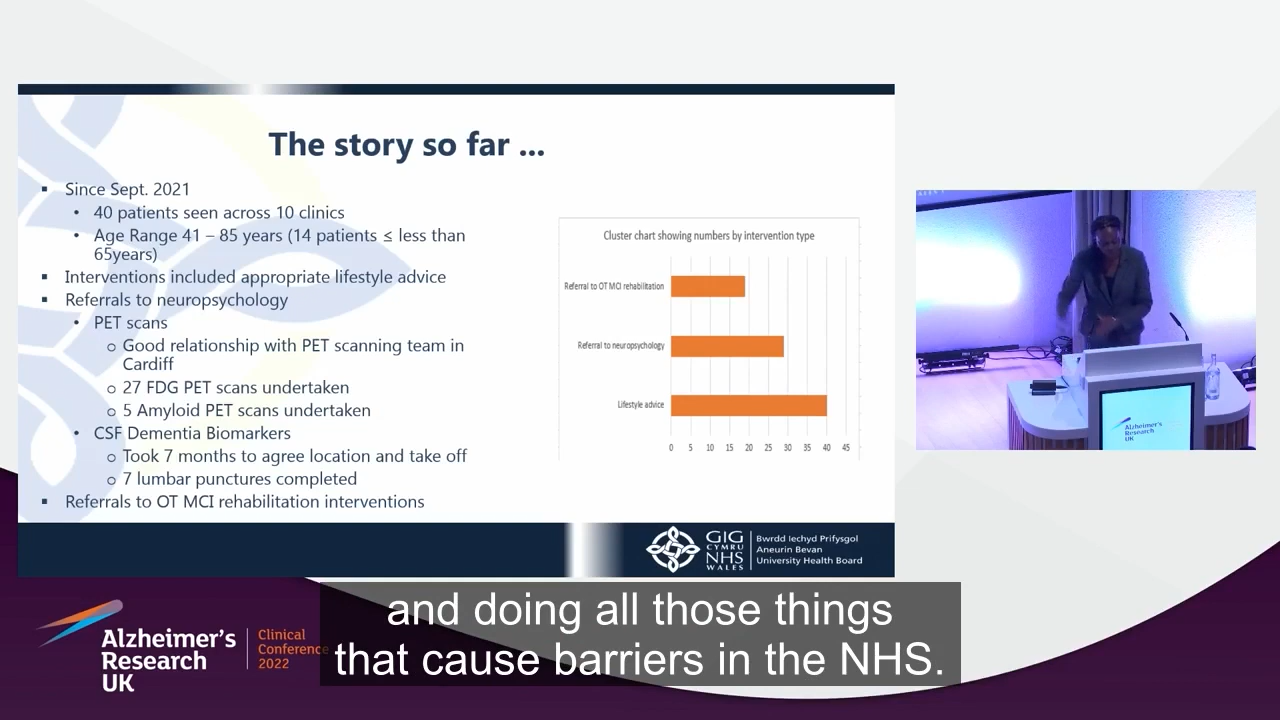 The story so far ...
▪ Since Sept. 2021
• 40 patients seen across 10 clinics
• Age Range 41 – 85 years (14 patients ≤ less than
65years)
▪ Interventions included appropriate lifestyle advice
▪ Referrals to neuropsychology
• PET scans
o Good relationship with PET scanning team in
Cardiff
o 27 FDG PET scans undertaken
o 5 Amyloid PET scans undertaken
• CSF Dementia Biomarkers
o Took 7 months to agree location and take off
o 7 lumbar punctures completed
▪ Referrals to OT MCI rehabilitation interventions
Cluster chart showing numbers by intervention type
Referral to OT MCI rehabilitation
Referral to neuropsychology
Lifestyle advice
0 5 10 15 20 25 30 35 40 45
GIG
CYMRU
NHS
WALES
Bwrdd Iechyd Prifysgol
Aneurin Bevan
University Health Board
Alzheimer's
Research
UK
and doing all those things
that cause barriers in the NHS.
Alzheimer's
Research
UK
Clinical
Conference
2022